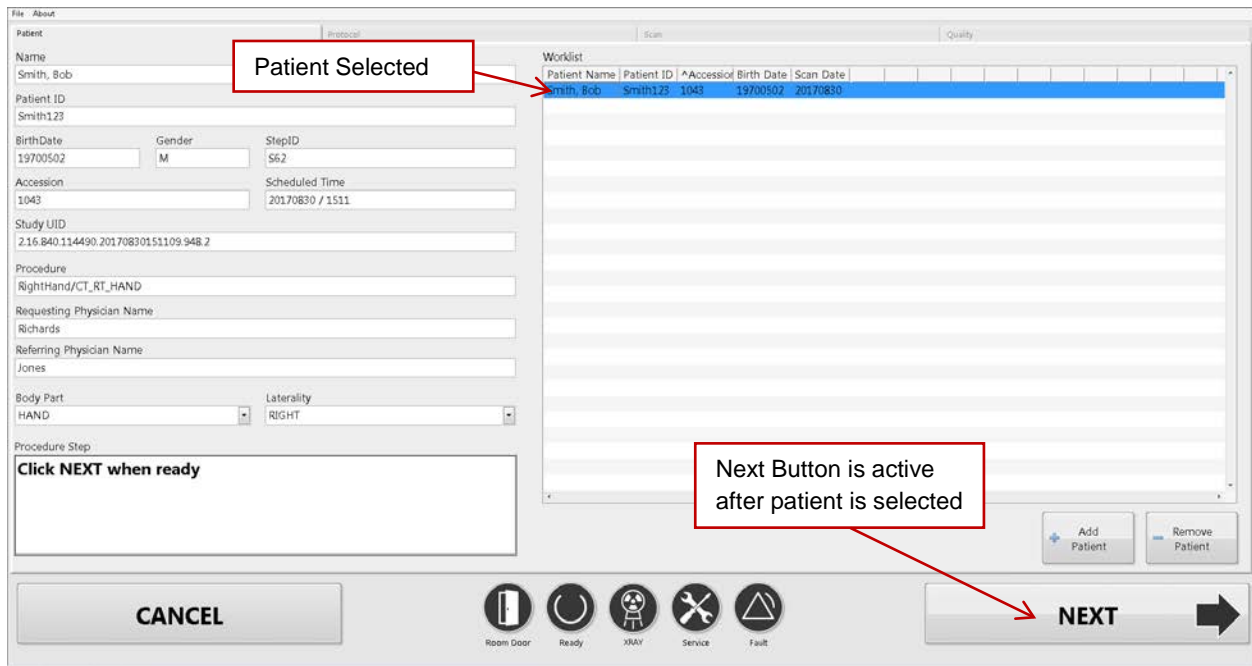 File About
Patient Protocol Scan Quality
Name
Smith, Bob
Patient ID
Smith123
BirthDate Gender StepID
19700502 M S62
Accession Scheduled Time
1043 20170830 / 1511
Study UID
2.16.840.114490.20170830151109.948.2
Procedure
RightHand/CT_RT_HAND
Requesting Physician Name
Richards
Referring Physician Name
Jones
Body Part Laterality
HAND RIGHT
Procedure Step
Click NEXT when ready
Patient Selected
Worklist
Patient Name Patient ID ^Accession Birth Date Scan Date
Smith, Bob Smith123 1043 19700502 20170830
Next Button is active
after patient is selected
Add
Patient
Remove
Patient
CANCEL
Room Door Ready XRAY Service Fault
NEXT